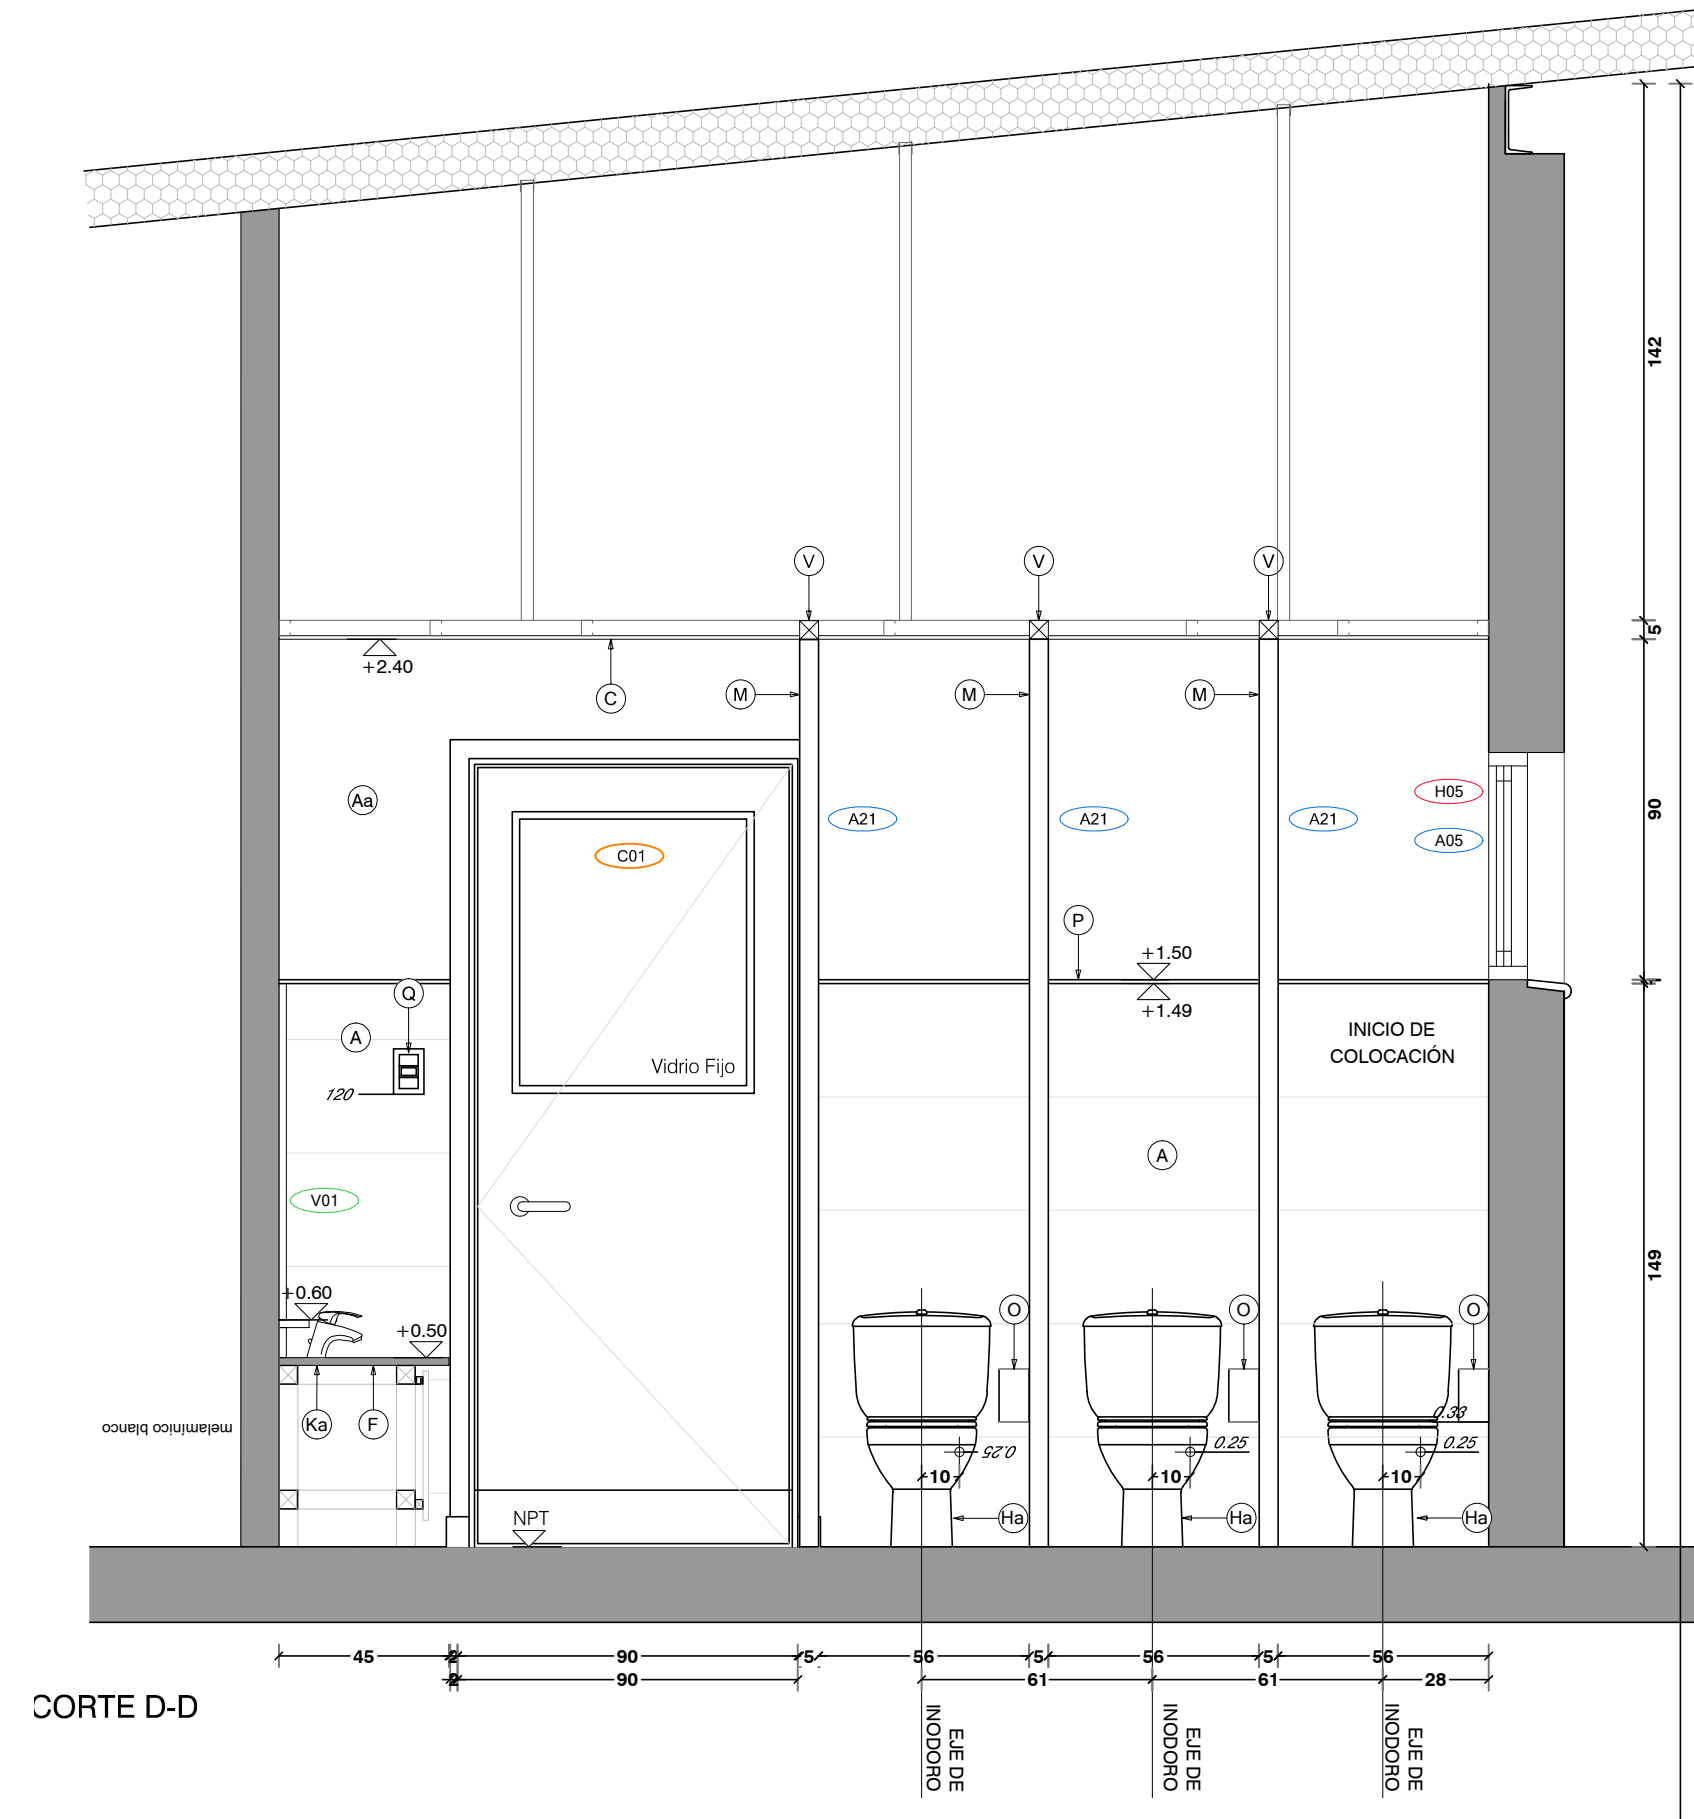 142
V
V
V
5
+2.40
C
M
M
M
Aa
H05
A21
A21
A21
90
A05
C01
P
+1.50
Q
1
+1.49
A
INICIO DE
COLOCACIÓN
Vidrio Fijo
120
A
V01
149
+0.60
O
O
O
+0.50
melamínico blanco
Ka
F
0.33
0.25
0.25
0.25
10
10
10
NPT
Ha
Ha
Ha
45
2
90
5
56
5
56
5
56
2
90
61
61
28
CORTE D-D
EJE DE
INODORO
EJE DE
INODORO
EJE DE
INODORO